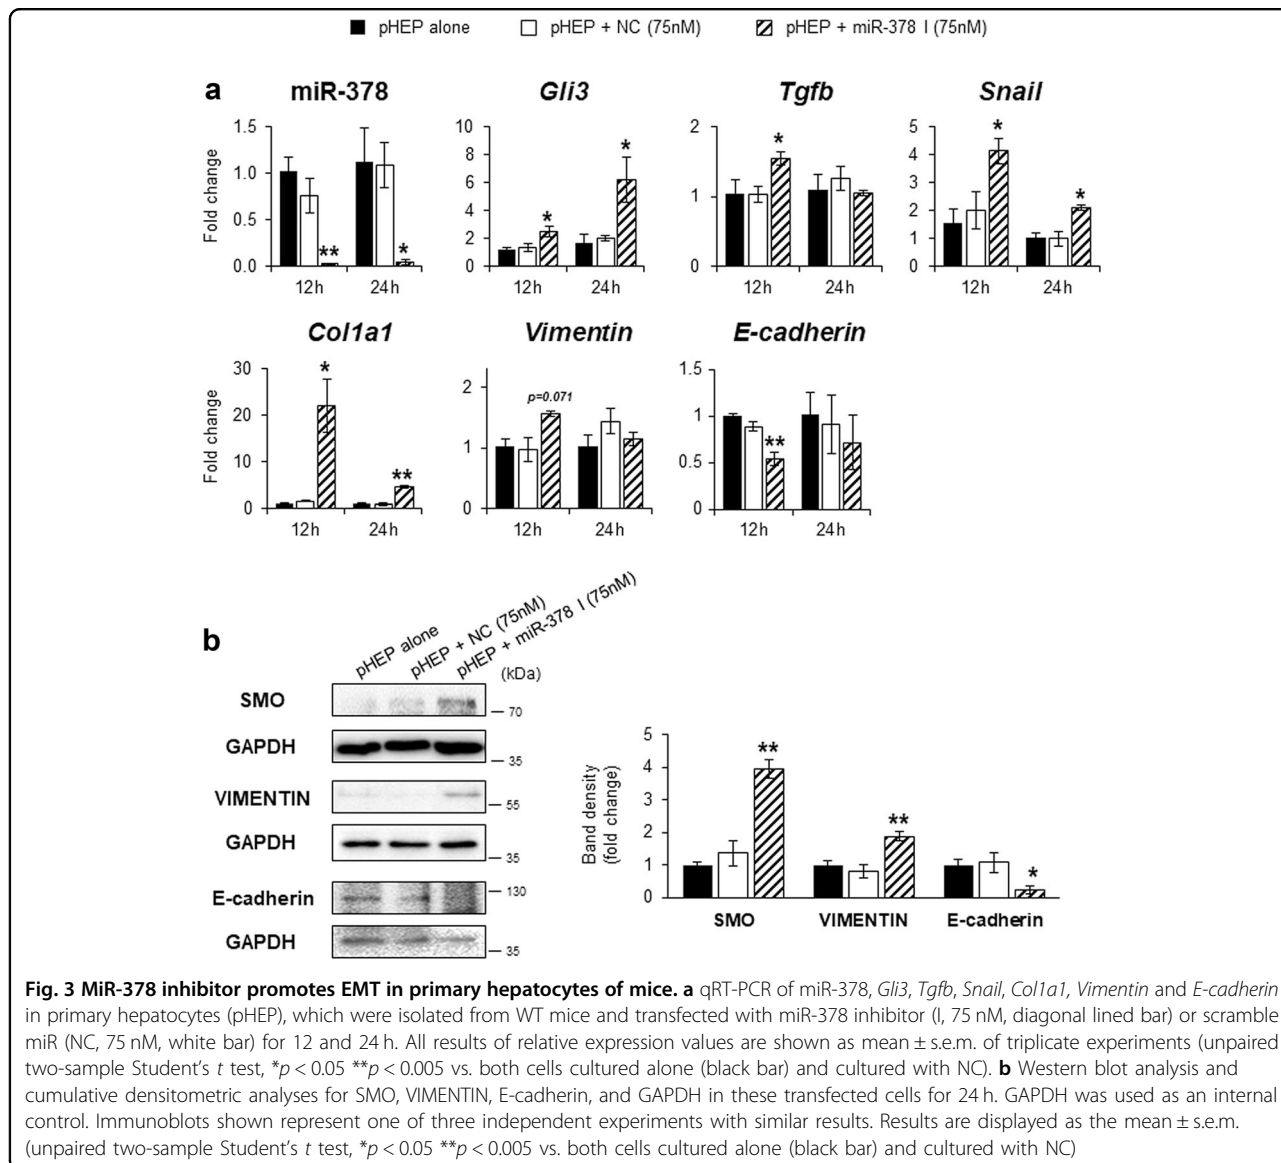 pHEP alone pHEP + NC (75nM) pHEP + miR-378 I (75nM)
a
miR-378 Gli3 Tgfb Snail
Fold change
1.5
1.0
0.5
0.0
12h 24h
10
8
6
4
2
0
* *
12h 24h
2
1
0
*
12h 24h
5
4
3
2
1
0
* *
12h 24h
** *
Col1a1 Vimentin E-cadherin
Fold change
30
20
10
0
* **
12h 24h
2
1
0
p=0.071
12h 24h
1.5
1
0.5
0
**
12h 24h
b
pHEP alone
pHEP + NC (75nM)
pHEP + miR-378 I (75nM)
(kDa)
SMO
70
GAPDH
35
VIMENTIN
55
GAPDH
35
E-cadherin
130
GAPDH
35
Band density
(fold change)
5
4
3
2
1
0
** ** *
SMO VIMENTIN E-cadherin
Fig. 3 MiR-378 inhibitor promotes EMT in primary hepatocytes of mice. a qRT-PCR of miR-378, Gli3, Tgfb, Snail, Col1a1, Vimentin and E-cadherin
in primary hepatocytes (pHEP), which were isolated from WT mice and transfected with miR-378 inhibitor (I, 75 nM, diagonal lined bar) or scramble
miR (NC, 75 nM, white bar) for 12 and 24 h. All results of relative expression values are shown as mean ± s.e.m. of triplicate experiments (unpaired
two-sample Student's t test, *p < 0.05 **p < 0.005 vs. both cells cultured alone (black bar) and cultured with NC). b Western blot analysis and
cumulative densitometric analyses for SMO, VIMENTIN, E-cadherin, and GAPDH in these transfected cells for 24 h. GAPDH was used as an internal
control. Immunoblots shown represent one of three independent experiments with similar results. Results are displayed as the mean ± s.e.m.
(unpaired two-sample Student's t test, *p < 0.05 **p < 0.005 vs. both cells cultured alone (black bar) and cultured with NC)